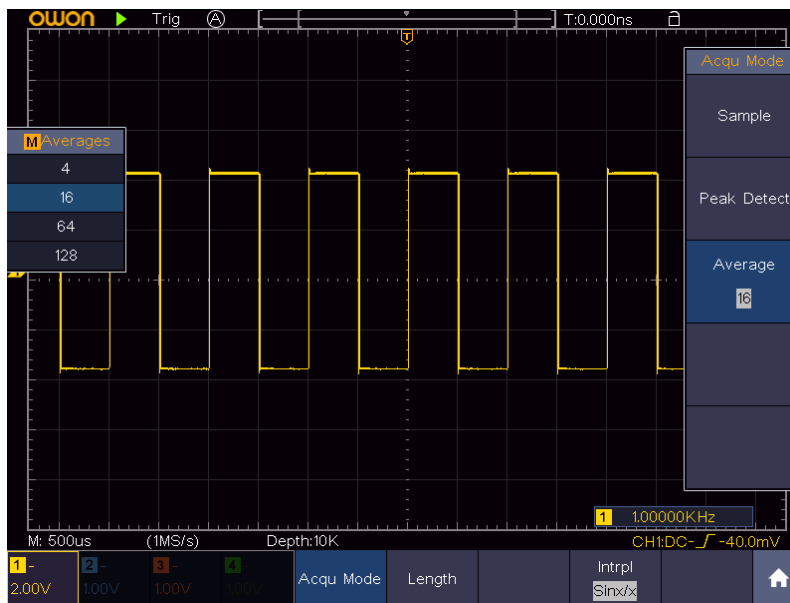 owon Trig A T T:0.000ns
Acqu Mode
Sample
Peak Detect
Average
16
M Averages
4
16
64
128
1 1.00000KHz
M: 500us (1MS/s) Depth:10K CH1:DC- -40.0mV
1 - 2 - 3 - 4 -
2.00V 1.00V 1.00V 1.00V
Acqu Mode Length Intrpl
Sinx/x